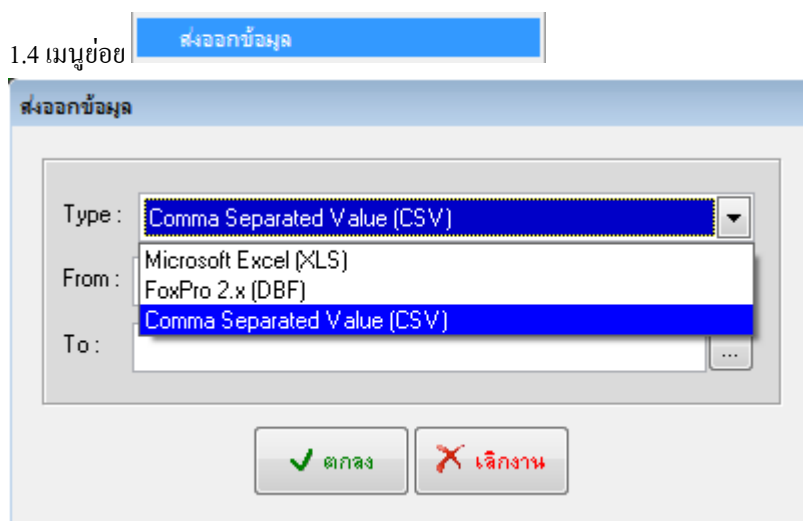 1.4 เมนูย่อย ส่งออกข้อมูล
ส่งออกข้อมูล
Type : Comma Separated Value (CSV)
Microsoft Excel (XLS)
From :
FoxPro 2.x (DBF)
Comma Separated Value (CSV)
To :
...
ตกลง เลิกงาน